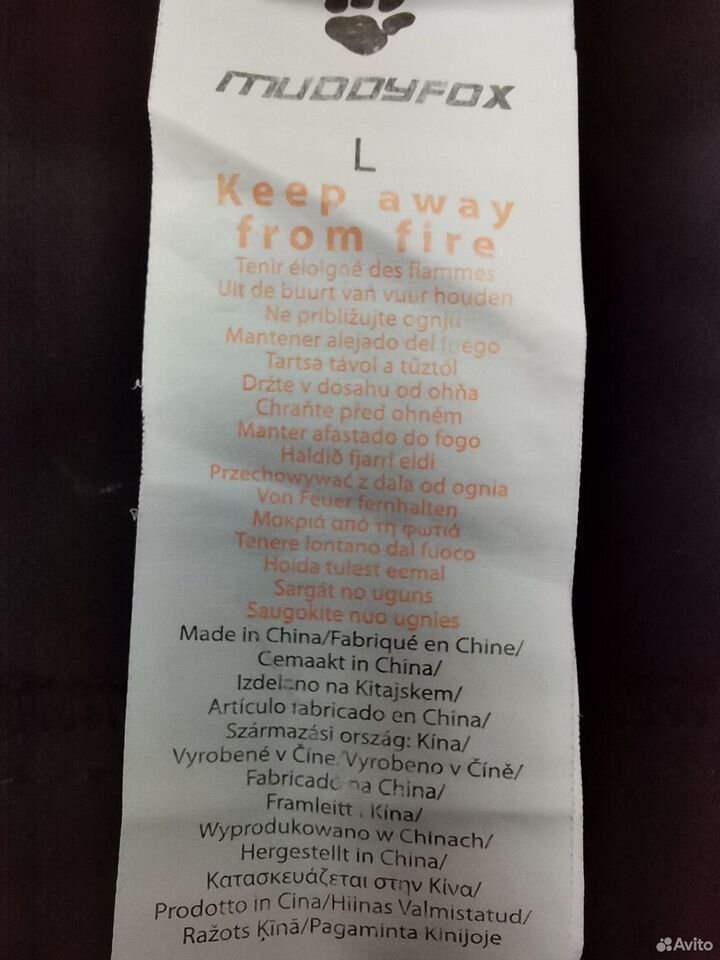 MUDDYFOX
L
Keep away
from fire
Tenir éloigné des flammes
Uit de buurt van vuur houden
Ne približujte ognju
Mantener alejado del fuego
Tartsa távol a tűztól
Držte v dosahu od ohňa
Chraňte před ohněm
Manter afastado do fogo
Haldið fjarri eldi
Przechowywać z dala od ognia
Von Feuer fernhalten
Μακριά από τη φωτιά
Tenere lontano dal fuoco
Hoida tulest eemal
Sargāt no uguns
Saugokite nuo ugnies
Made in China/Fabriqué en Chine/
Gemaakt in China/
Izdelano na Kitajskem/
Artículo fabricado en China/
Származási ország: Kína/
Vyrobené v Číne/Vyrobeno v Číně/
Fabricado na China/
Framleitt í Kína/
Wyprodukowano w Chinach/
Hergestellt in China/
Κατασκευάζεται στην Κίνα/
Prodotto in Cina/Hiinas Valmistatud/
Ražots Ķīnā/Pagaminta Kinijoje
Avito